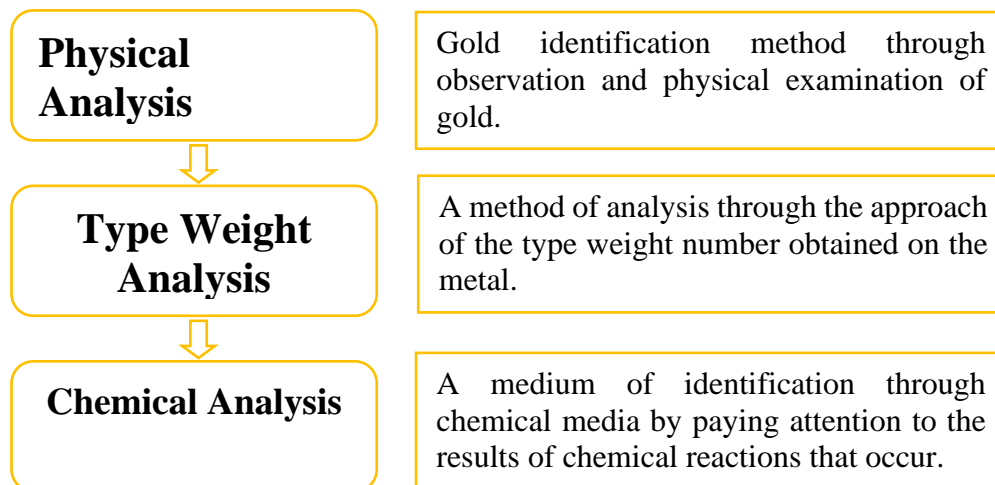 Physical
Analysis
Gold identification method through
observation and physical examination of
gold.
Type Weight
Analysis
A method of analysis through the approach
of the type weight number obtained on the
metal.
Chemical Analysis
A medium of identification through
chemical media by paying attention to the
results of chemical reactions that occur.